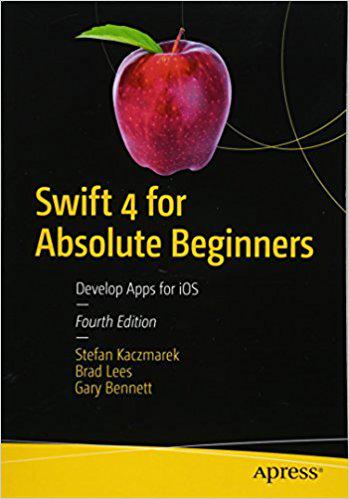 Swift 4 for
Absolute Beginners
Develop Apps for iOS
—
Fourth Edition
—
Stefan Kaczmarek
Brad Lees
Gary Bennett
Apress®